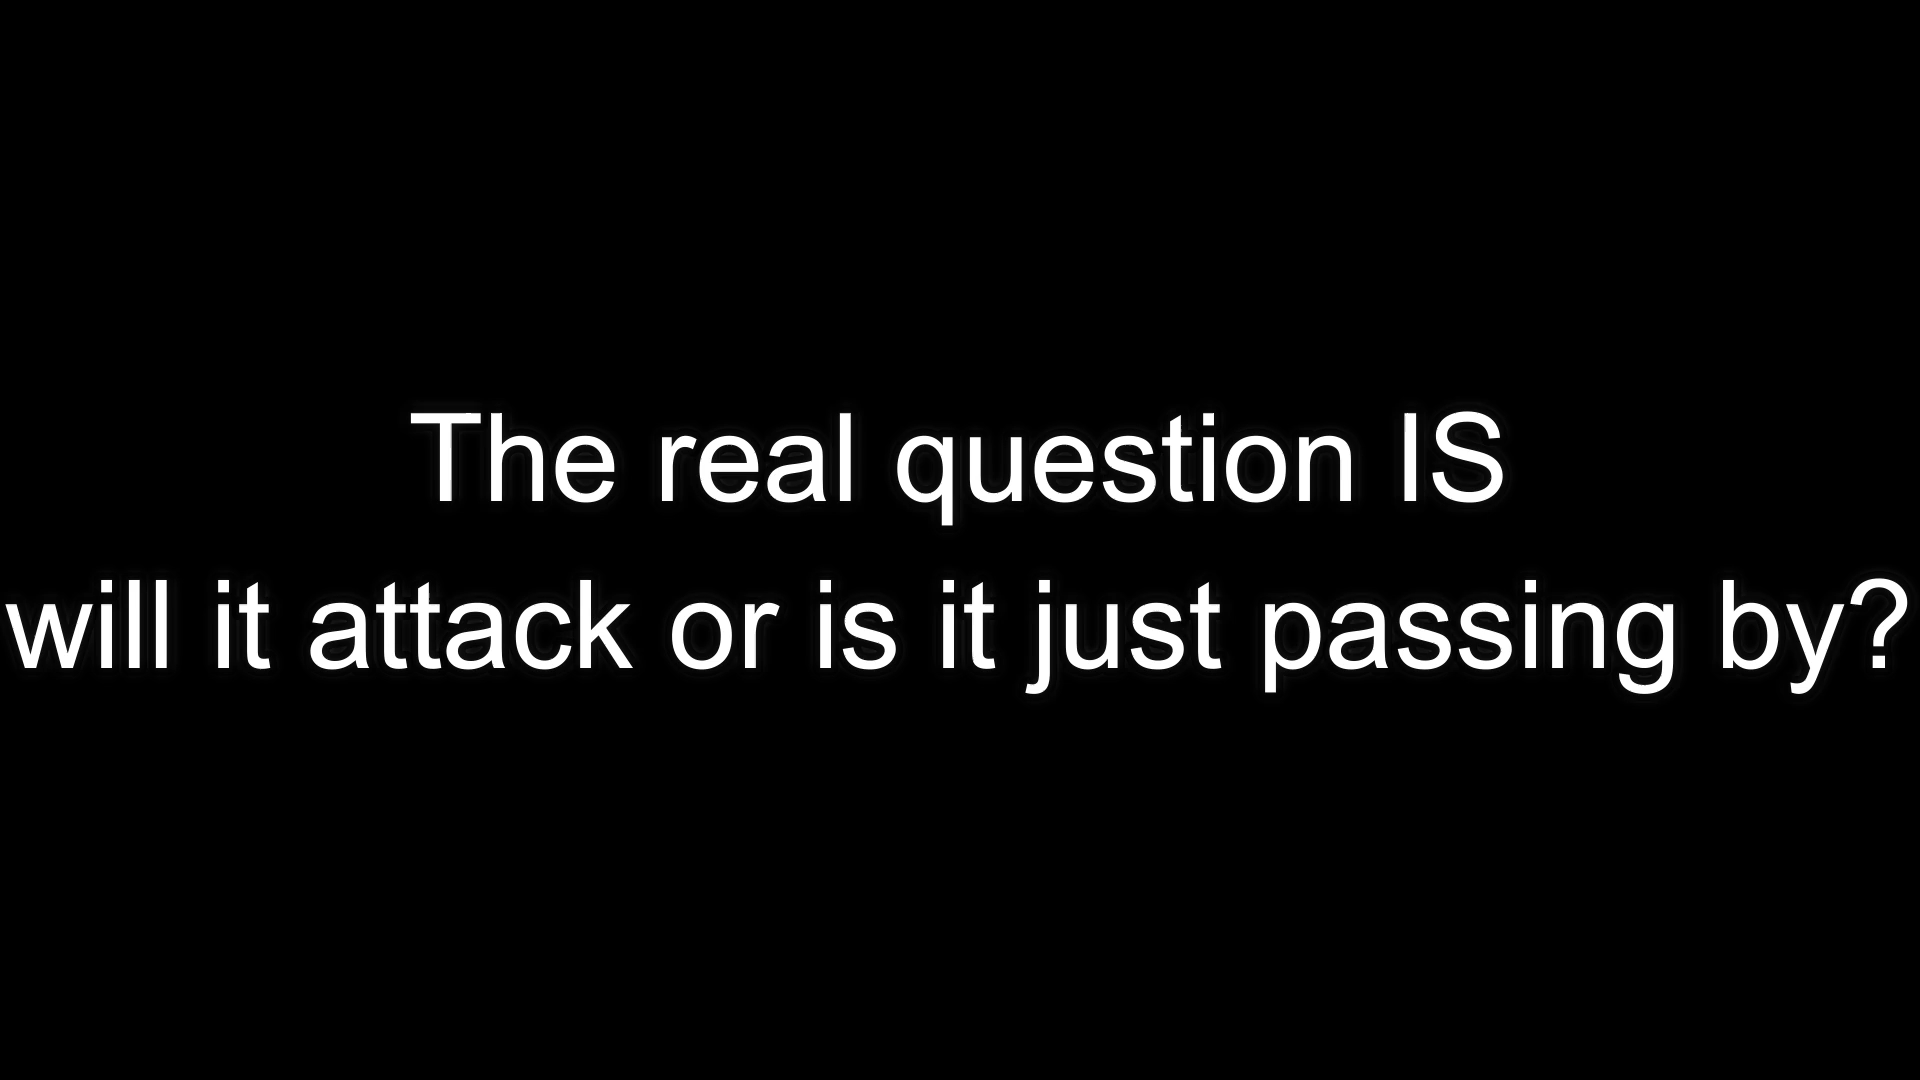 The real question IS
will it attack or is it just passing by?